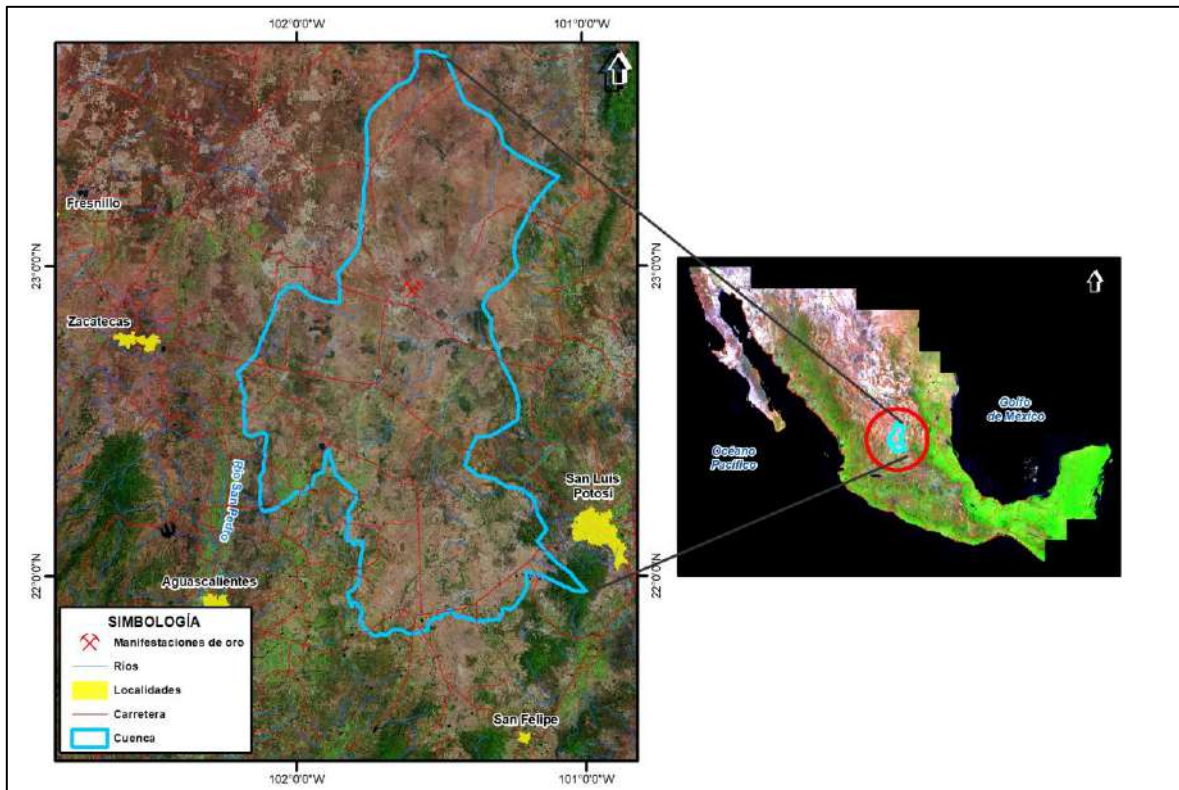 102°0'0"W
101°0'0"W
Fresnillo
23°0'0"N
23°0'0"N
Zacatecas
Río San Pedro
San Luis
Potosí
22°0'0"N
22°0'0"N
Aguascalientes
San Felipe
SIMBOLOGÍA
Manifestaciones de oro
Ríos
Localidades
Carretera
Cuenca
102°0'0"W
101°0'0"W
Golfo
de México
Océano
Pacífico